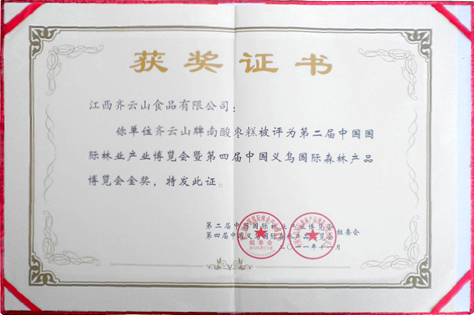 获奖证书
江西齐云山食品有限公司：
你单位齐云山牌南酸枣糕被评为第二届中国国
际林业产业博览会暨第四届中国义乌国际森林产品
博览会金奖，特发此证。
第二届中国国际林业产业博览会
第四届中国义乌国际森林产品博览会组委会
二〇一一年十一月